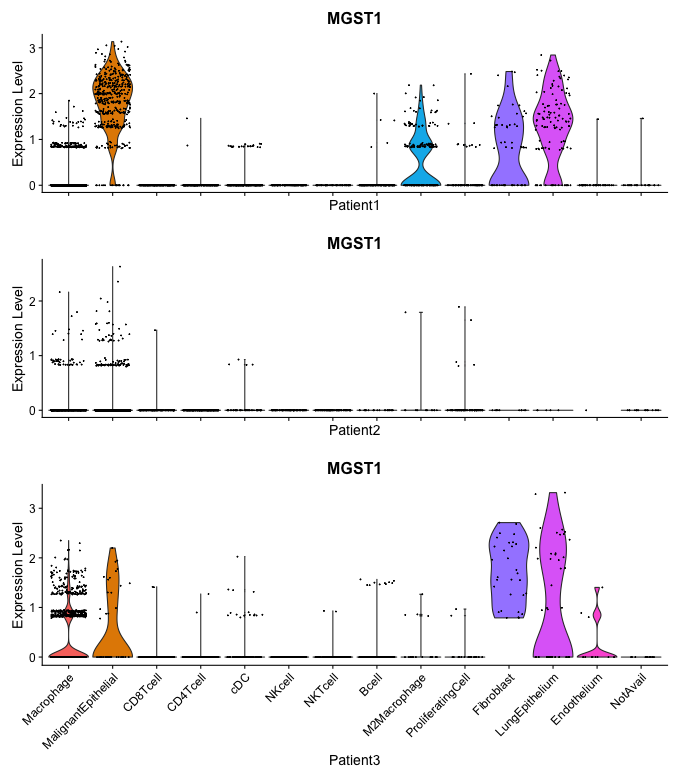 MGST1
Expression Level
3
2
1
0
Patient1
MGST1
Expression Level
2
1
0
Patient2
MGST1
Expression Level
3
2
1
0
Macrophage
MalignantEpithelial
CD8Tcell
CD4Tcell
cDC
NKcell
NKTcell
Bcell
M2Macrophage
ProliferatingCell
Fibroblast
LungEpithelium
Endothelium
NotAvail
Patient3